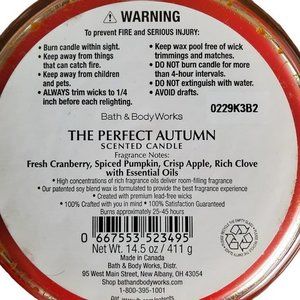 ⚠ WARNING
To prevent FIRE and SERIOUS INJURY:
• Burn candle within sight.
• Keep away from things that can catch fire.
• Keep away from children and pets.
• ALWAYS trim wicks to 1/4 inch before each relighting.
• Keep wax pool free of wick trimmings and matches.
• DO NOT burn candle for more than 4-hour intervals.
• DO NOT extinguish with water.
• AVOID drafts.
0229K3B2
Bath & Body Works
THE PERFECT AUTUMN
SCENTED CANDLE
Fragrance Notes:
Fresh Cranberry, Spiced Pumpkin, Crisp Apple, Rich Clove
with Essential Oils
• High concentrations of rich fragrance oils deliver room-filling fragrance
• Our patented soy blend wax is formulated to provide the best fragrance experience
• Blended with premium wax
• 100% Crafted with you in mind • 100% Satisfaction Guaranteed
Burns approximately 25-45 hours
0 667553 523495
Net Wt. 14.5 oz / 411 g
Made in Canada
Bath & Body Works, Distr.
95 West Main Street, New Albany, OH 43054
Shop bathandbodyworks.com
1-800-395-1001